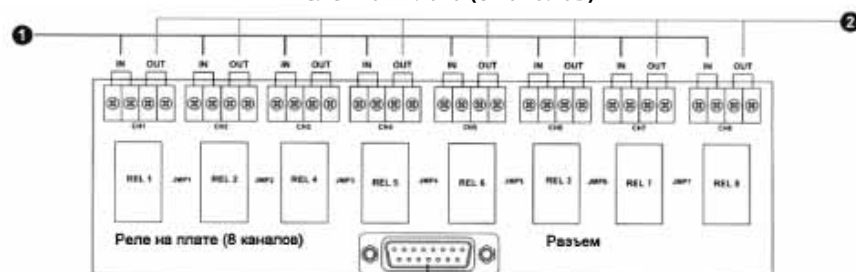 1 2
IN OUT IN OUT IN OUT IN OUT IN OUT IN OUT IN OUT IN OUT
CH1 CH2 CH3 CH4 CH5 CH6 CH7 CH8
REL 1 JMP1 REL 2 JMP2 REL 4 JMP3 REL 5 JMP4 REL 6 JMP5 REL 3 JMP6 REL 7 JMP7 REL 8
Реле на плате (8 каналов) Разъем